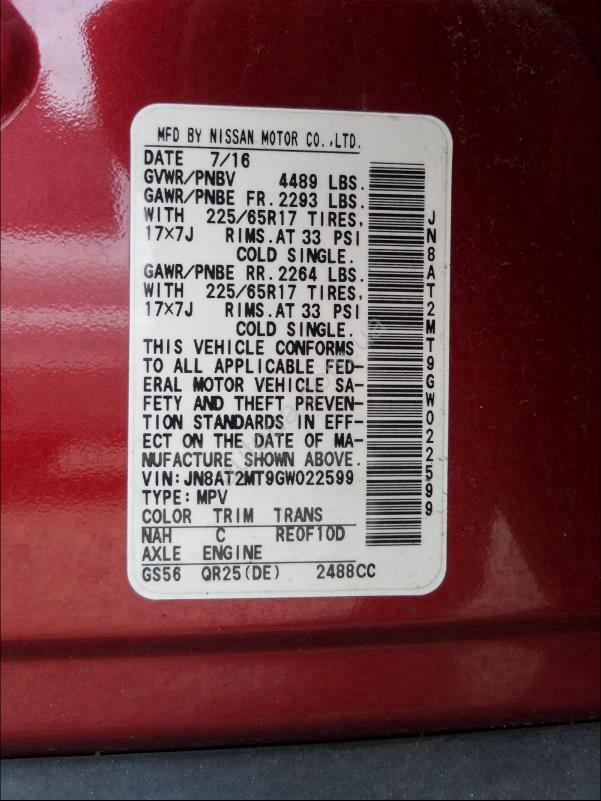 MFD BY NISSAN MOTOR CO.,LTD.
DATE 7/16
GVWR/PNBV 4489 LBS.
GAWR/PNBE FR.2293 LBS.
WITH 225/65R17 TIRES,
17×7J RIMS.AT 33 PSI
COLD SINGLE.
GAWR/PNBE RR.2264 LBS.
WITH 225/65R17 TIRES,
17×7J RIMS.AT 33 PSI
COLD SINGLE.
THIS VEHICLE CONFORMS
TO ALL APPLICABLE FED-
ERAL MOTOR VEHICLE SA-
FETY AND THEFT PREVEN-
TION STANDARDS IN EFF-
ECT ON THE DATE OF MA-
NUFACTURE SHOWN ABOVE.
VIN:JN8AT2MT9GW022599
TYPE:MPV
COLOR TRIM TRANS
NAH C RE0F10D
AXLE ENGINE
GS56 QR25(DE) 2488CC
JN8AT2MT9GW022599